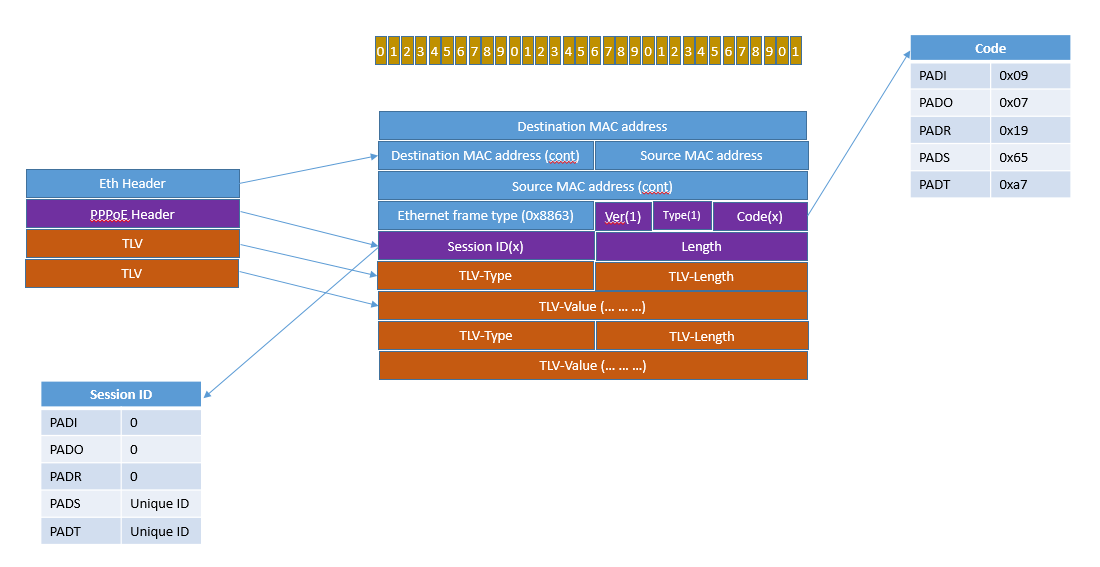 0 1 2 3 4 5 6 7 8 9 0 1 2 3 4 5 6 7 8 9 0 1 2 3 4 5 6 7 8 9 0 1
Destination MAC address
Destination MAC address (cont) Source MAC address
Source MAC address (cont)
Ethernet frame type (0x8863) Ver(1) Type(1) Code(x)
Session ID(x) Length
TLV-Type TLV-Length
TLV-Value (... ... ...)
TLV-Type TLV-Length
TLV-Value (... ... ...)
Eth Header
PPPoE Header
TLV
TLV
Code
PADI 0x09
PADO 0x07
PADR 0x19
PADS 0x65
PADT 0xa7
Session ID
PADI 0
PADO 0
PADR 0
PADS Unique ID
PADT Unique ID